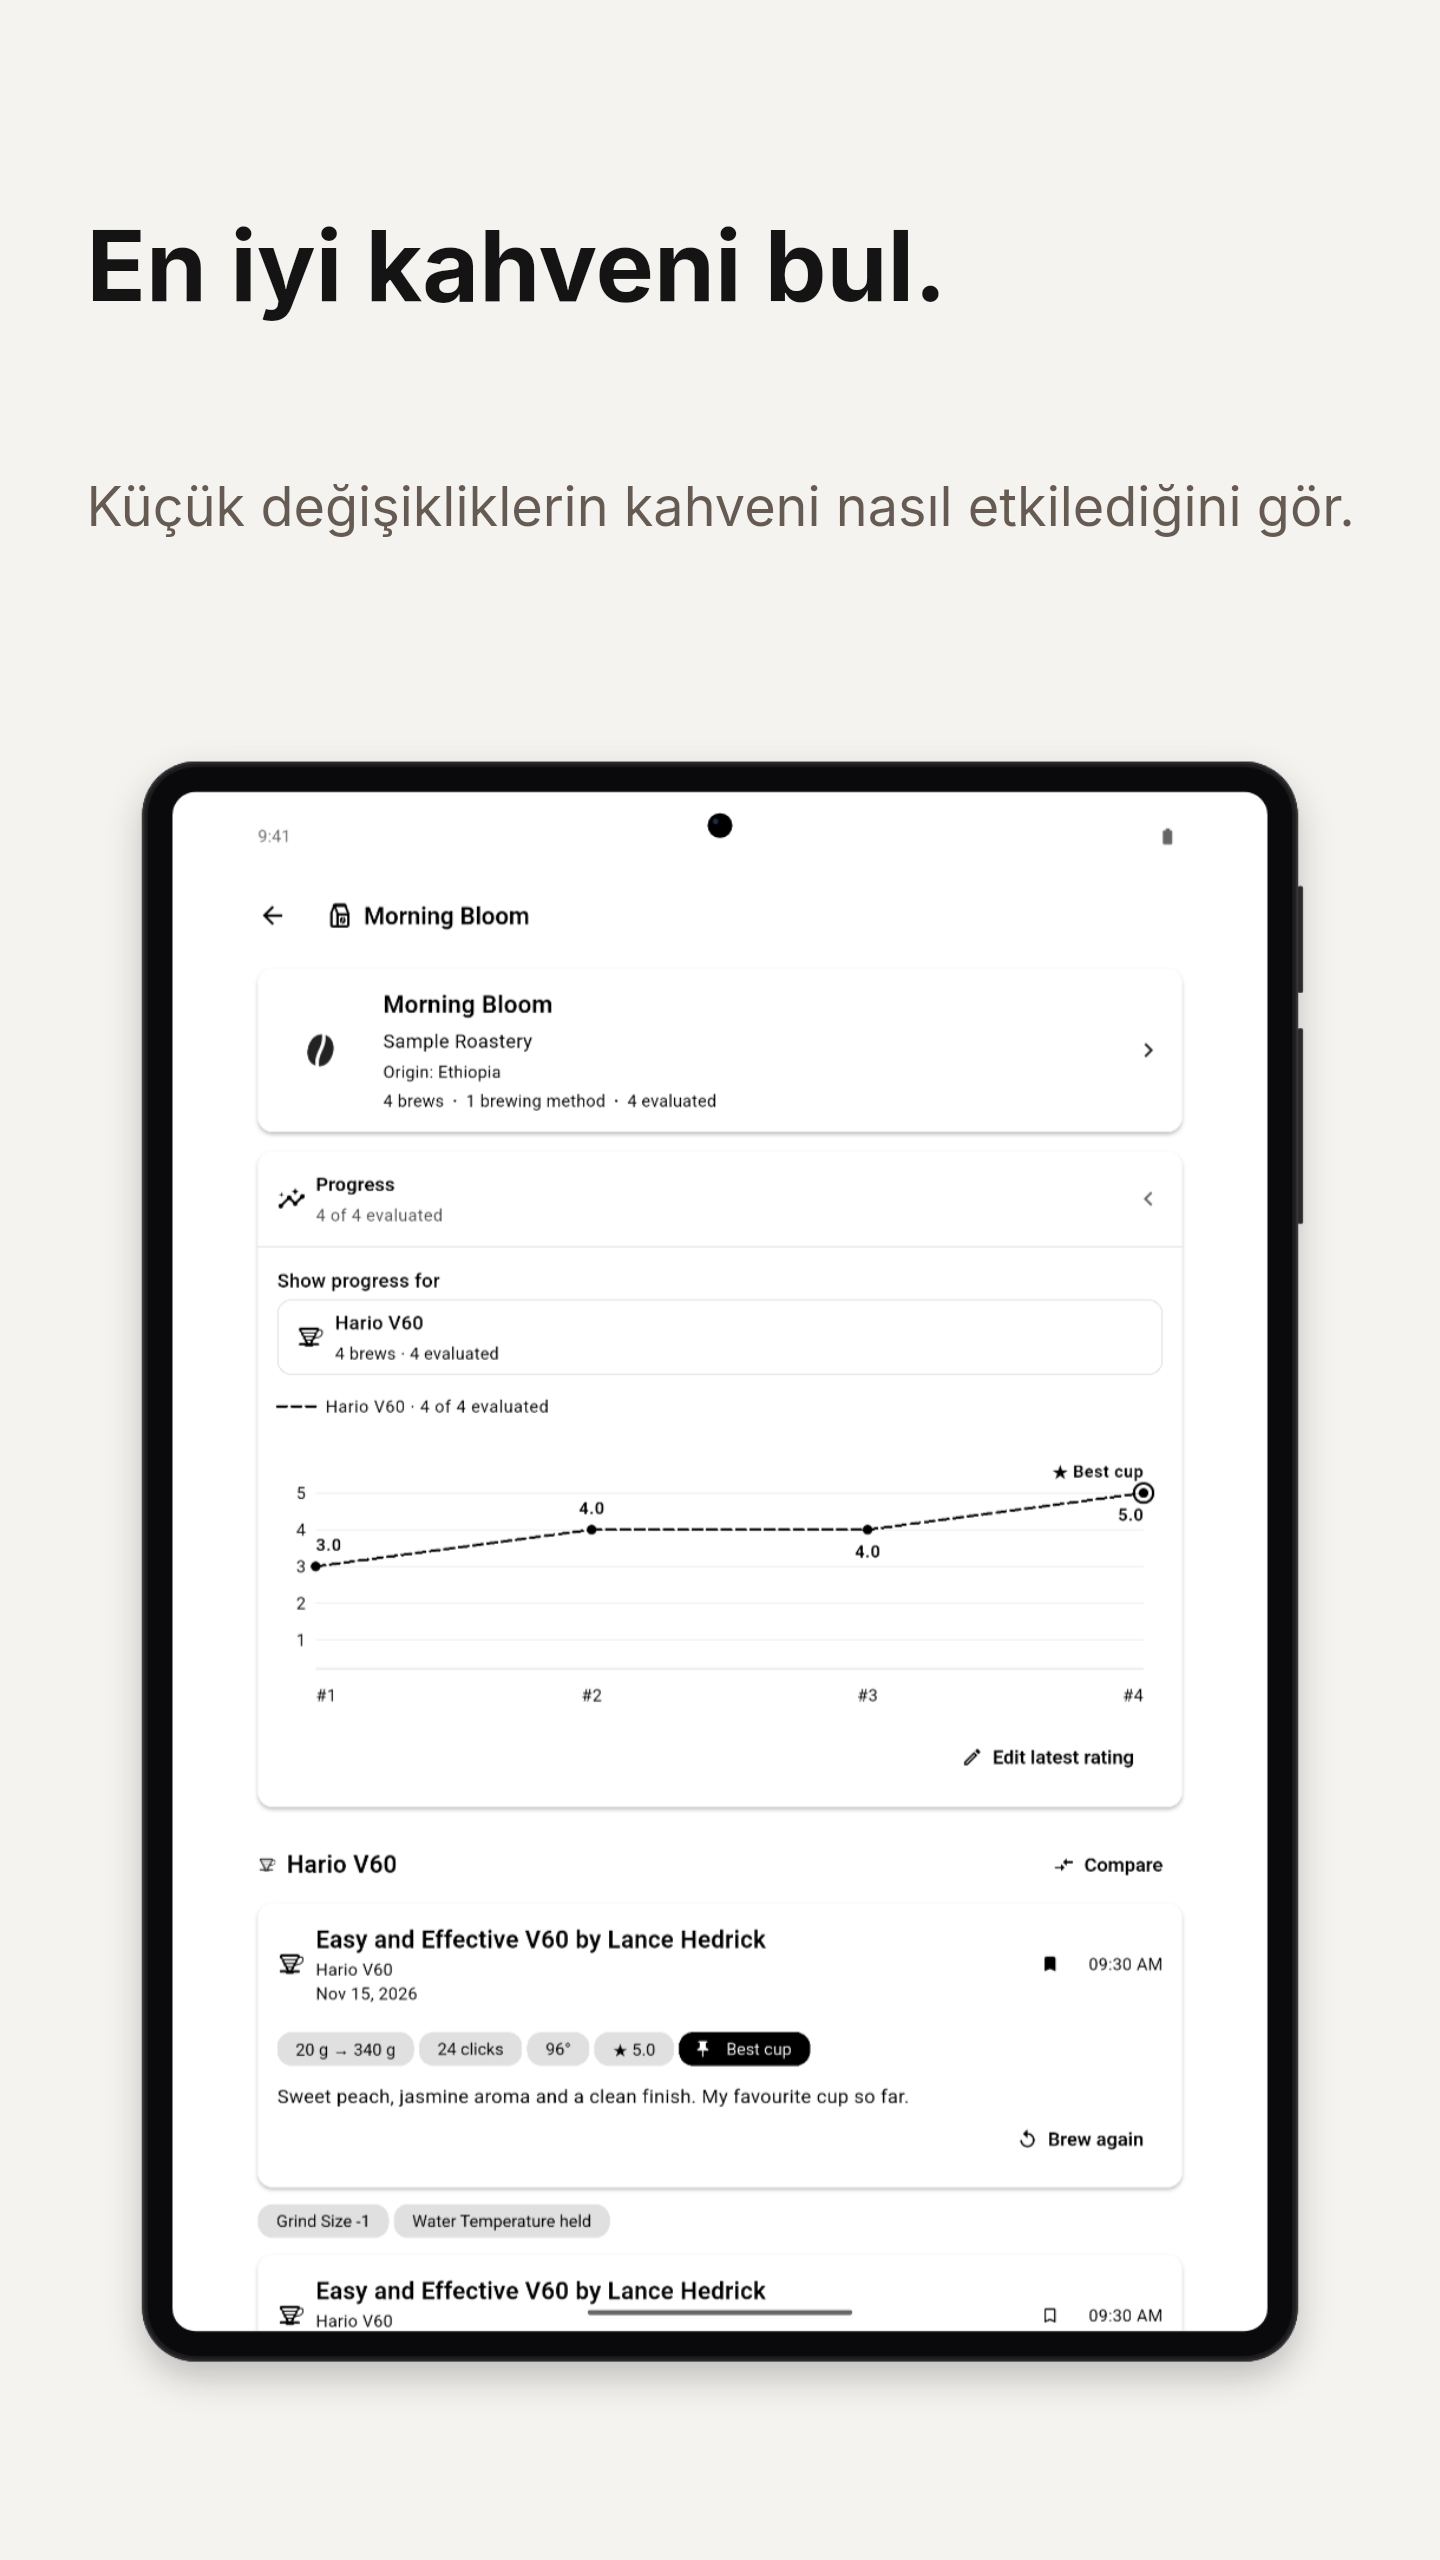 En iyi kahveni bul.
Küçük değişikliklerin kahveni nasıl etkilediğini gör.
9:41
Morning Bloom
Morning Bloom
Sample Roastery
Origin: Ethiopia
4 brews · 1 brewing method · 4 evaluated
Progress
4 of 4 evaluated
Show progress for
Hario V60
4 brews · 4 evaluated
Hario V60 · 4 of 4 evaluated
★ Best cup
5
4.0
5.0
4
3.0
4.0
3
2
1
#1 #2 #3 #4
Edit latest rating
Hario V60 Compare
Easy and Effective V60 by Lance Hedrick
Hario V60 09:30 AM
Nov 15, 2026
20 g → 340 g 24 clicks 96° ★ 5.0 Best cup
Sweet peach, jasmine aroma and a clean finish. My favourite cup so far.
Brew again
Grind Size -1 Water Temperature held
Easy and Effective V60 by Lance Hedrick
Hario V60 09:30 AM